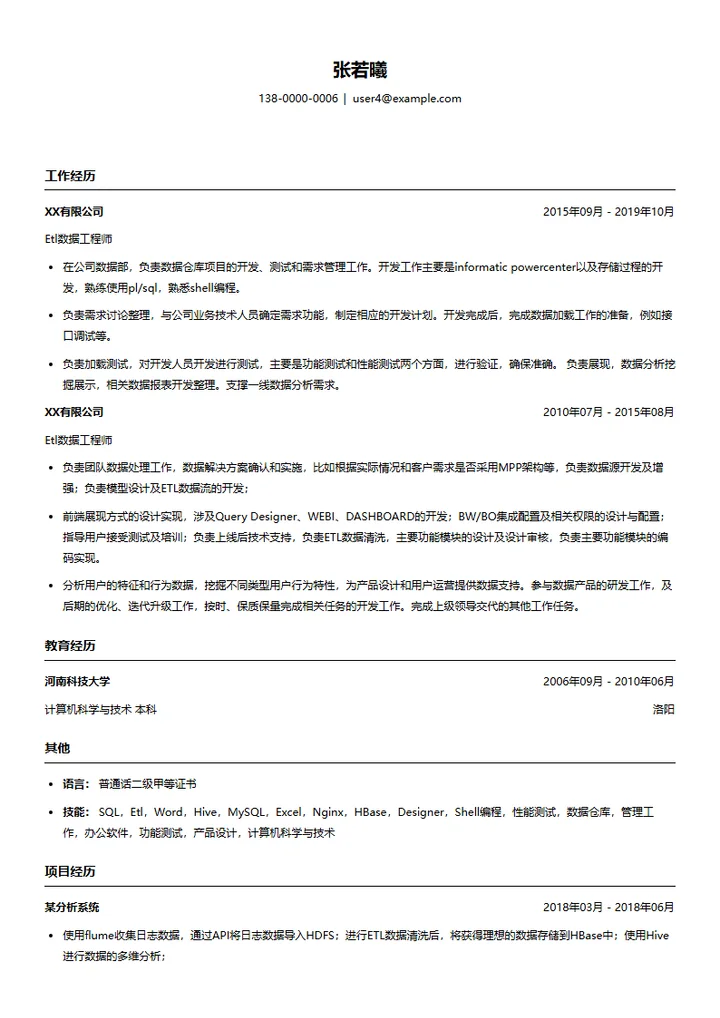 张若曦
138-0000-0006 | user4@example.com
工作经历
XX有限公司 2015年09月 - 2019年10月
Etl数据工程师
• 在公司数据部，负责数据仓库项目的开发、测试和需求管理工作。开发工作主要是informatic powercenter以及存储过程的开
发，熟练使用pl/sql，熟悉shell编程。
• 负责需求讨论整理，与公司业务技术人员确定需求功能，制定相应的开发计划。开发完成后，完成数据加载工作的准备，例如接
口调试等。
• 负责加载测试，对开发人员开发进行测试，主要是功能测试和性能测试两个方面，进行验证，确保准确。 负责展现，数据分析挖
掘展示，相关数据报表开发整理。支撑一线数据分析需求。
XX有限公司 2010年07月 - 2015年08月
Etl数据工程师
• 负责团队数据处理工作，数据解决方案确认和实施，比如根据实际情况和客户需求是否采用MPP架构等，负责数据源开发及增
强；负责模型设计及ETL数据流的开发；
• 前端展现方式的设计实现，涉及Query Designer、WEBI、DASHBOARD的开发；BW/BO集成配置及相关权限的设计与配置；
指导用户接受测试及培训；负责上线后技术支持，负责ETL数据清洗，主要功能模块的设计及设计审核，负责主要功能模块的编
码实现。
• 分析用户的特征和行为数据，挖掘不同类型用户行为特性，为产品设计和用户运营提供数据支持。参与数据产品的研发工作，及
后期的优化、迭代升级工作，按时、保质保量完成相关任务的开发工作。完成上级领导交代的其他工作任务。
教育经历
河南科技大学 2006年09月 - 2010年06月
计算机科学与技术 本科 洛阳
其他
• 语言： 普通话二级甲等证书
• 技能： SQL，Etl，Word，Hive，MySQL，Excel，Nginx，HBase，Designer，Shell编程，性能测试，数据仓库，管理工
作，办公软件，功能测试，产品设计，计算机科学与技术
项目经历
某分析系统 2018年03月 - 2018年06月
• 使用flume收集日志数据，通过API将日志数据导入HDFS；进行ETL数据清洗后，将获得理想的数据存储到HBase中；使用Hive
进行数据的多维分析；